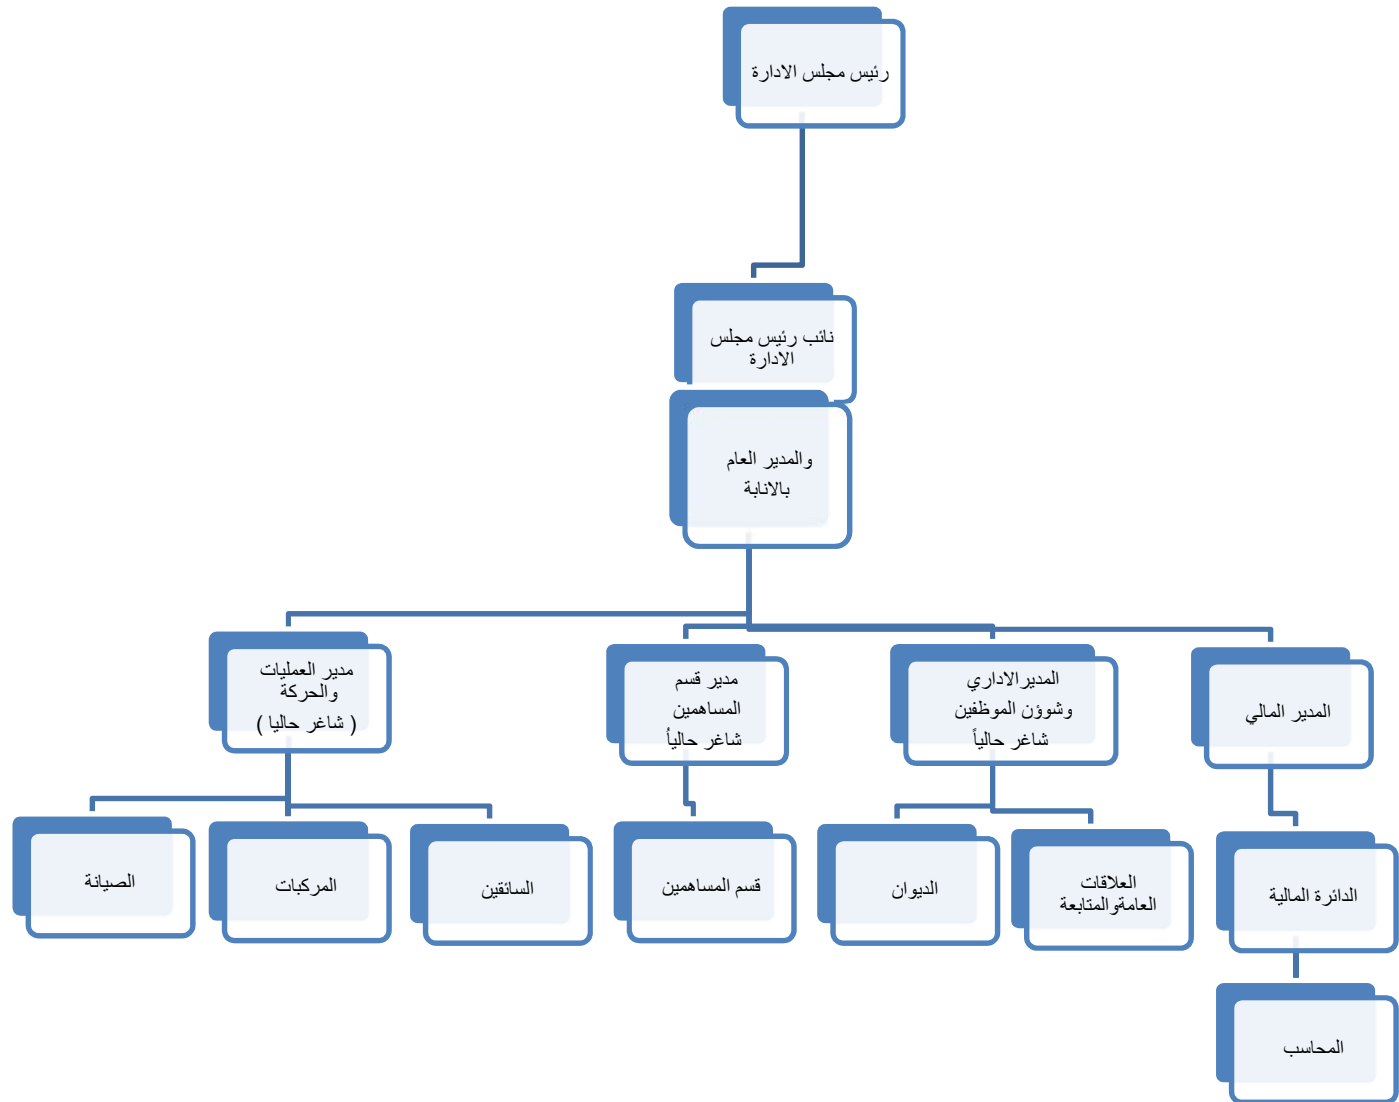 رئيس مجلس الادارة
نائب رئيس مجلس
الادارة
والمدير العام
بالانابة
المدير المالي
المديرالاداري
وشوؤن الموظفين
شاغر حالياً
مدير قسم
المساهمين
شاغر حالياُ
مدير العمليات
والحركة
( شاغر حاليا )
الدائرة المالية
العلاقات
العامةوالمتابعة
الديوان
قسم المساهمين
السائقين
المركبات
الصيانة
المحاسب